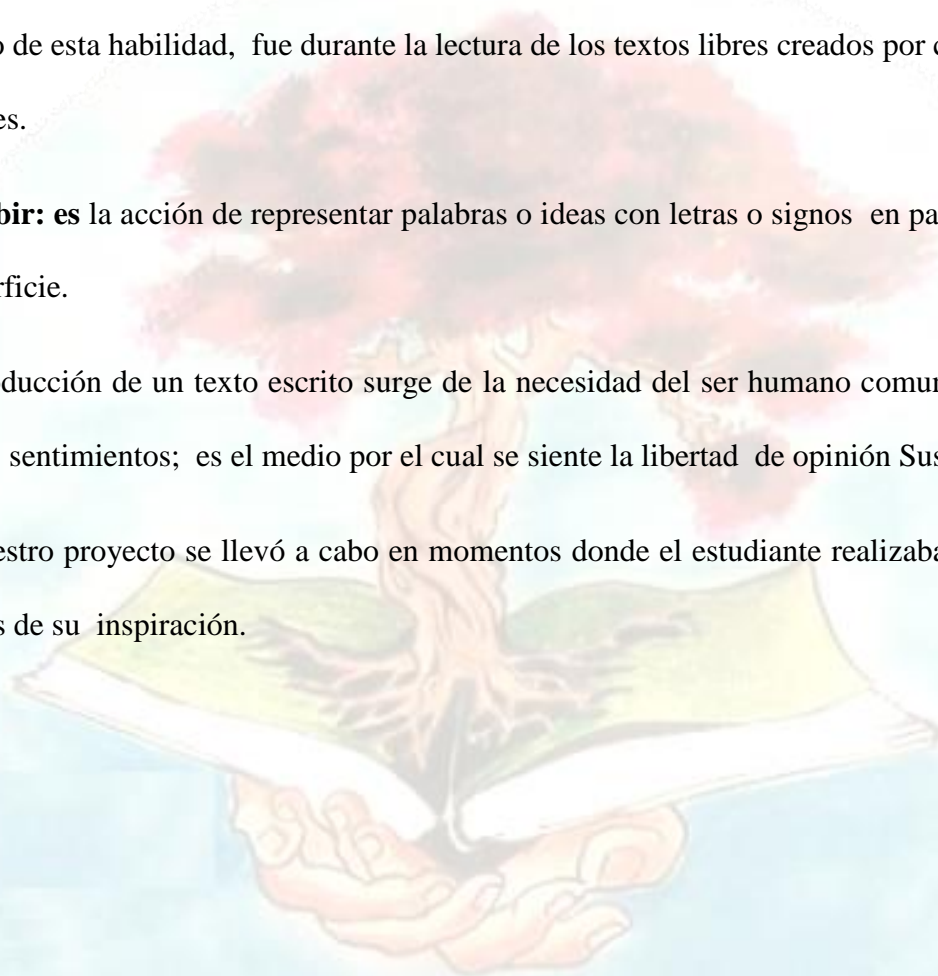 o de esta habilidad, fue durante la lectura de los textos libres creados por c
es.
bir: es la acción de representar palabras o ideas con letras o signos en pa
rficie.
ducción de un texto escrito surge de la necesidad del ser humano comun
sentimientos; es el medio por el cual se siente la libertad de opinión Sus
estro proyecto se llevó a cabo en momentos donde el estudiante realizaba
s de su inspiración.